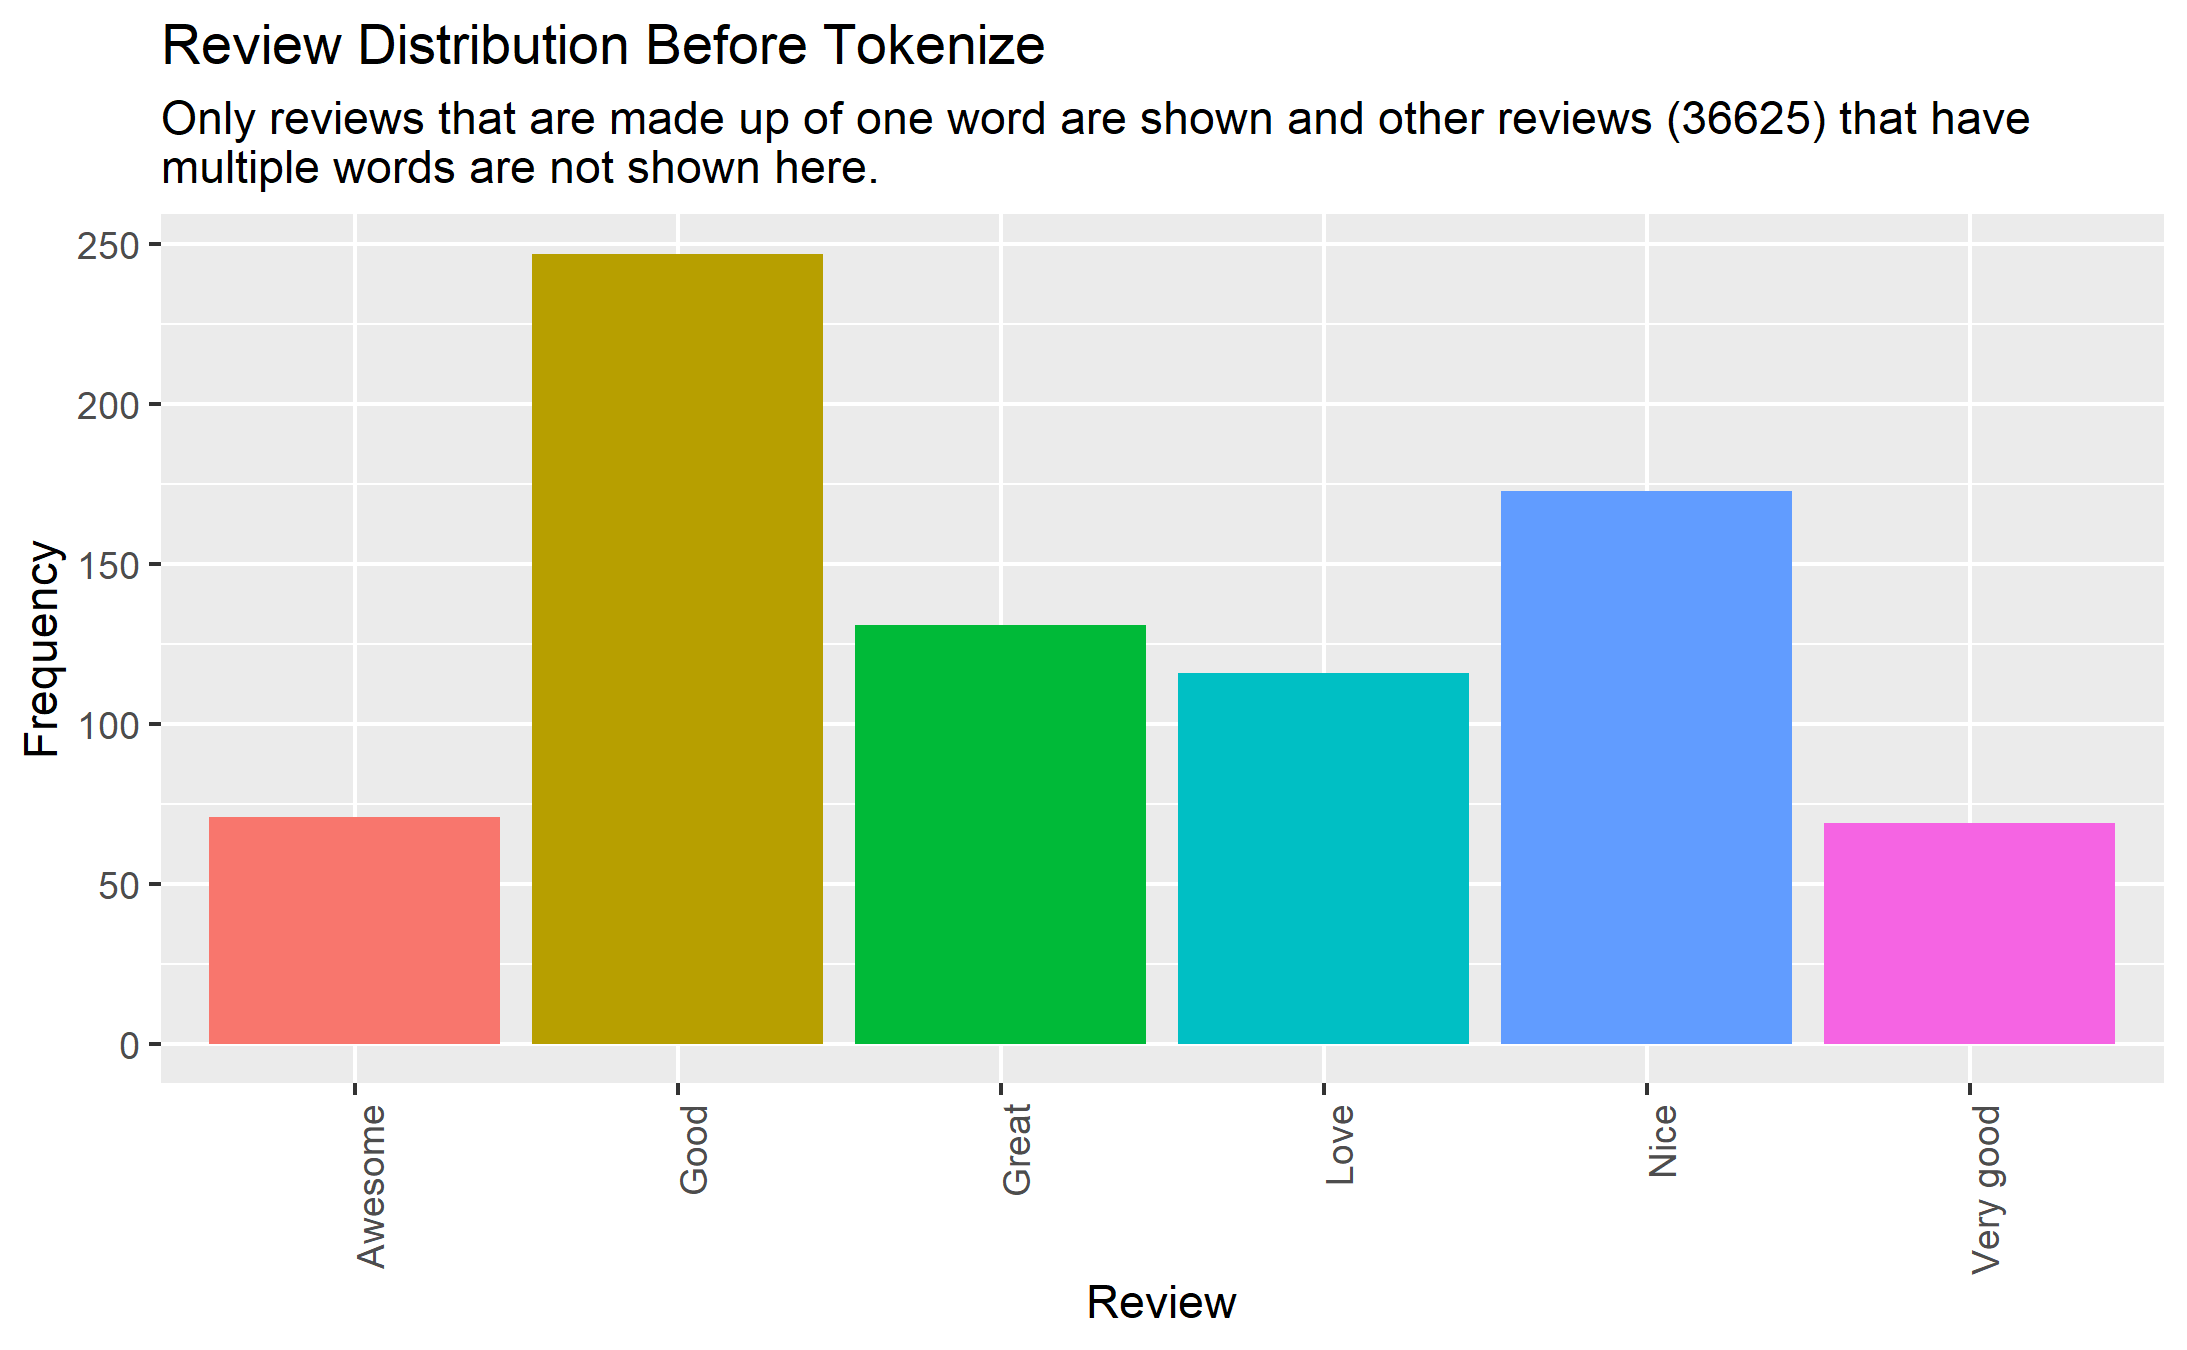 Review Distribution Before Tokenize
Only reviews that are made up of one word are shown and other reviews (36625) that have
multiple words are not shown here.
250
200
150
100
50
0
Frequency
Awesome
Good
Great
Love
Nice
Very good
Review